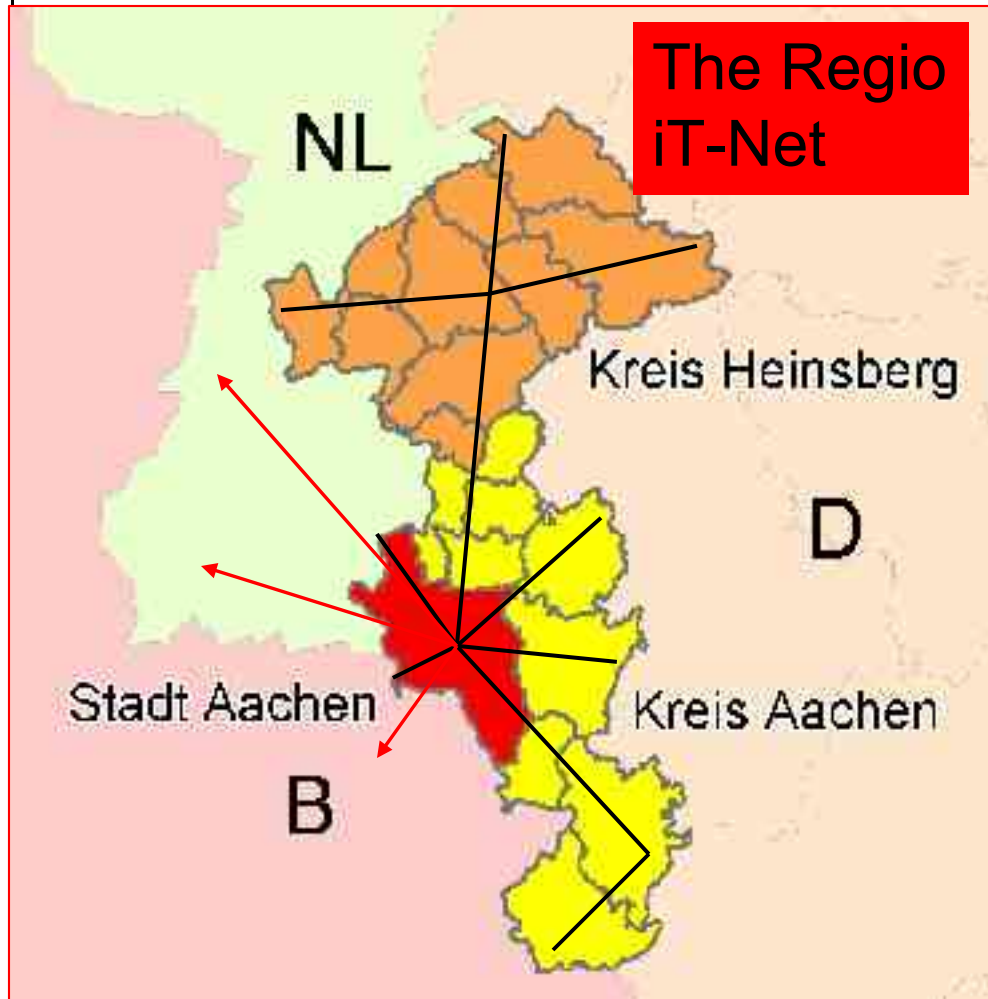 The Regio
iT-Net
NL
Kreis Heinsberg
D
Stadt Aachen
Kreis Aachen
B